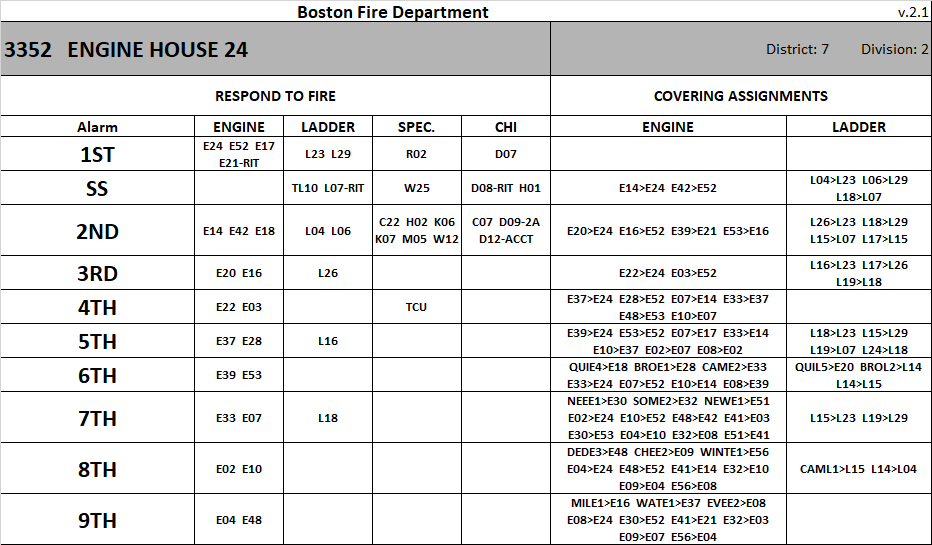 Boston Fire Department v.2.1
3352 ENGINE HOUSE 24 District: 7 Division: 2
RESPOND TO FIRE COVERING ASSIGNMENTS
Alarm ENGINE LADDER SPEC. CHI ENGINE LADDER
1ST
E24 E52 E17
E21-RIT
L23 L29
R02
D07
SS
TL10 L07-RIT
W25
D08-RIT H01
E14>E24 E42>E52
L04>L23 L06>L29
L18>L07
2ND
E14 E42 E18
L04 L06
C22 H02 K06
K07 M05 W12
C07 D09-2A
D12-ACCT
E20>E24 E16>E52 E39>E21 E53>E16
L26>L23 L18>L29
L15>L07 L17>L15
3RD
E20 E16
L26
E22>E24 E03>E52
L16>L23 L17>L26
L19>L18
4TH
E22 E03
TCU
E37>E24 E28>E52 E07>E14 E33>E37
E48>E53 E10>E07
5TH
E37 E28
L16
E39>E24 E53>E52 E07>E17 E33>E14
E10>E37 E02>E07 E08>E02
L18>L23 L15>L29
L19>L07 L24>L18
6TH
E39 E53
QUIE4>E18 BROE1>E28 CAME2>E33
E33>E24 E07>E52 E10>E14 E08>E39
QUIL5>E20 BROL2>L14
L14>L15
7TH
E33 E07
L18
NEEE1>E30 SOME2>E32 NEWE1>E51
E02>E24 E10>E52 E48>E42 E41>E03
E30>E53 E04>E10 E32>E08 E51>E41
L15>L23 L19>L29
8TH
E02 E10
DEDE3>E48 CHEE2>E09 WINTE1>E56
E04>E24 E48>E52 E41>E14 E32>E10
E09>E04 E56>E08
CAML1>L15 L14>L04
9TH
E04 E48
MILE1>E16 WATE1>E37 EVEE2>E08
E08>E24 E30>E52 E41>E21 E32>E03
E09>E07 E56>E04